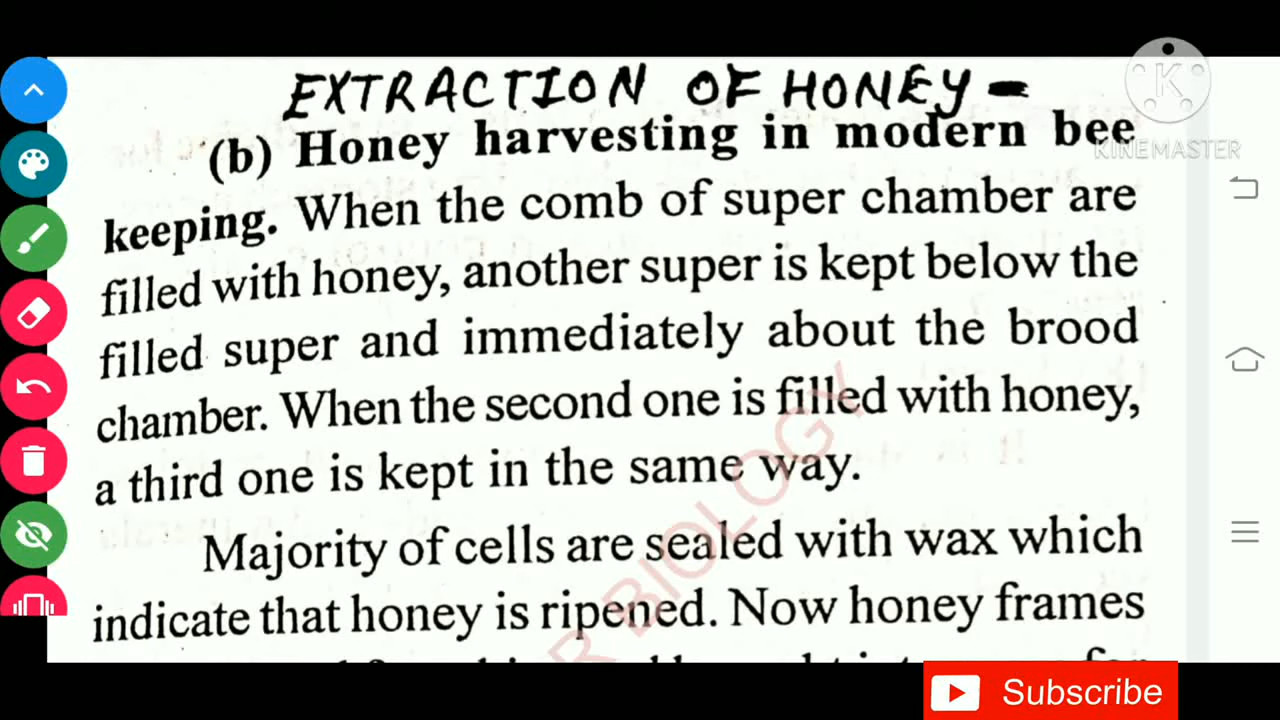 EXTRACTION OF HONEY -
K
KINEMASTER
(b) Honey harvesting in modern bee
keeping. When the comb of super chamber are
filled with honey, another super is kept below the
filled super and immediately about the brood
chamber. When the second one is filled with honey,
a third one is kept in the same way.
Majority of cells are sealed with wax which
indicate that honey is ripened. Now honey frames
R BIOLOGY
Subscribe